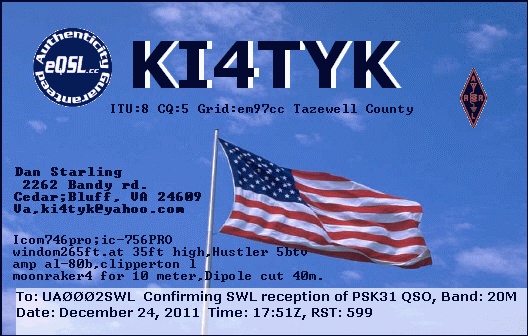 Authenticity
eQSL.cc
Guaranteed
KI4TYK
ITU:8 CQ:5 Grid:em97cc Tazewell County
A
R R
L
Dan Starling
2262 Bandy rd.
Cedar;Bluff, VA 24609
Va,ki4tyk@yahoo.com
Icom746pro;ic-756PRO
windom265ft.at 35ft high,Hustler 5btv
amp al-80b,clipperton l
moonraker4 for 10 meter,Dipole cut 40m.
To: UAØØØ2SWL Confirming SWL reception of PSK31 QSO, Band: 20M
Date: December 24, 2011 Time: 17:51Z, RST: 599